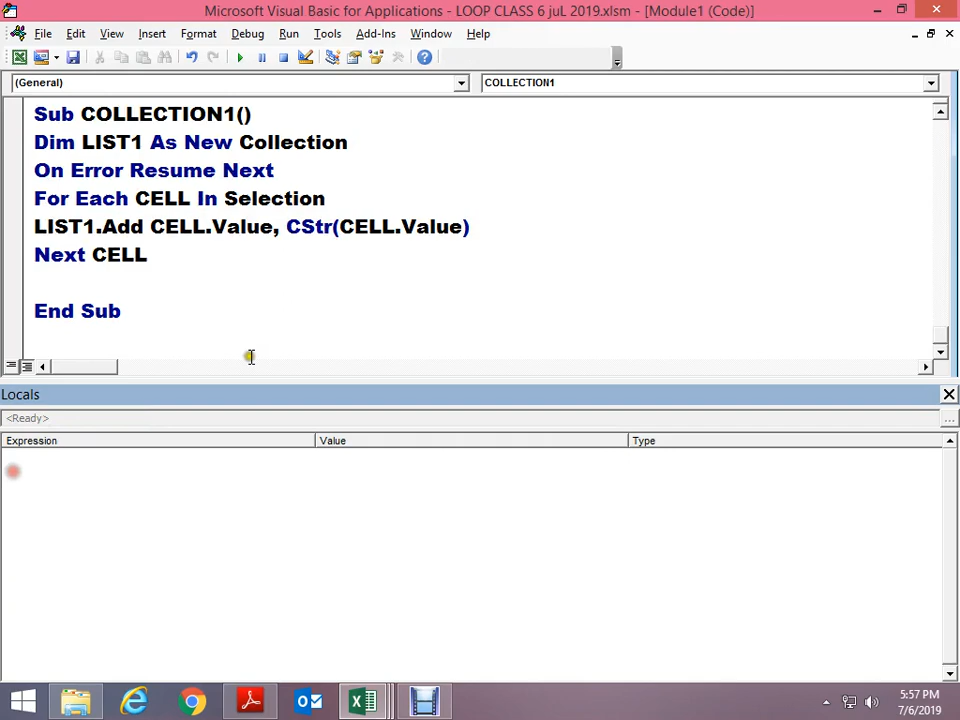 Microsoft Visual Basic for Applications - LOOP CLASS 6 juL 2019.xlsm - [Module1 (Code)]
File Edit View Insert Format Debug Run Tools Add-Ins Window Help
(General) COLLECTION1
Sub COLLECTION1()
Dim LIST1 As New Collection
On Error Resume Next
For Each CELL In Selection
LIST1.Add CELL.Value, CStr(CELL.Value)
Next CELL
End Sub
Locals
<Ready>
...
Expression Value Type
5:57 PM
7/6/2019